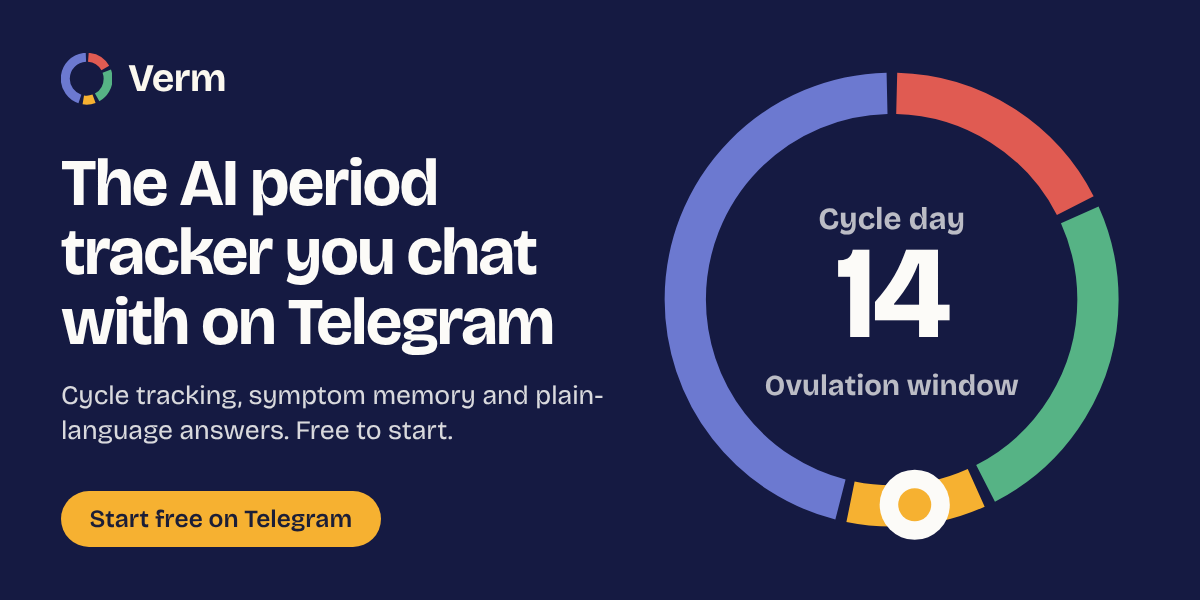 Verm
The AI period
tracker you chat
with on Telegram
Cycle tracking, symptom memory and plain-
language answers. Free to start.
Start free on Telegram
Cycle day
14
Ovulation window